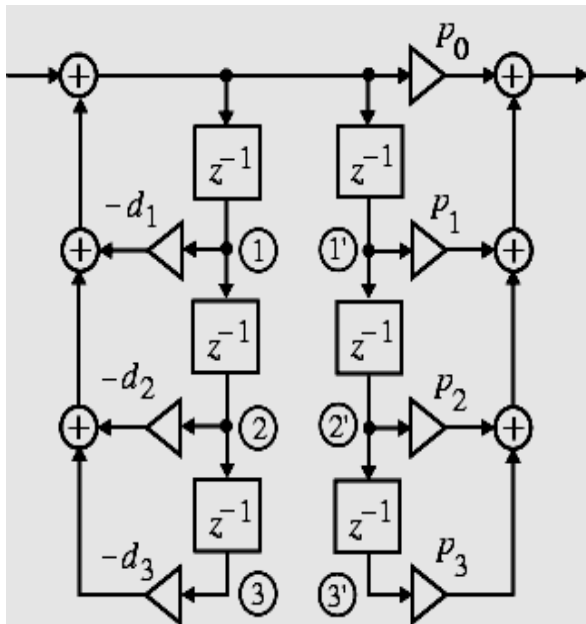 p₀
+ +
z⁻¹ z⁻¹
-d₁ p₁
+ 1 1' +
z⁻¹ z⁻¹
-d₂ p₂
+ 2 2' +
z⁻¹ z⁻¹
-d₃ p₃
3 3'